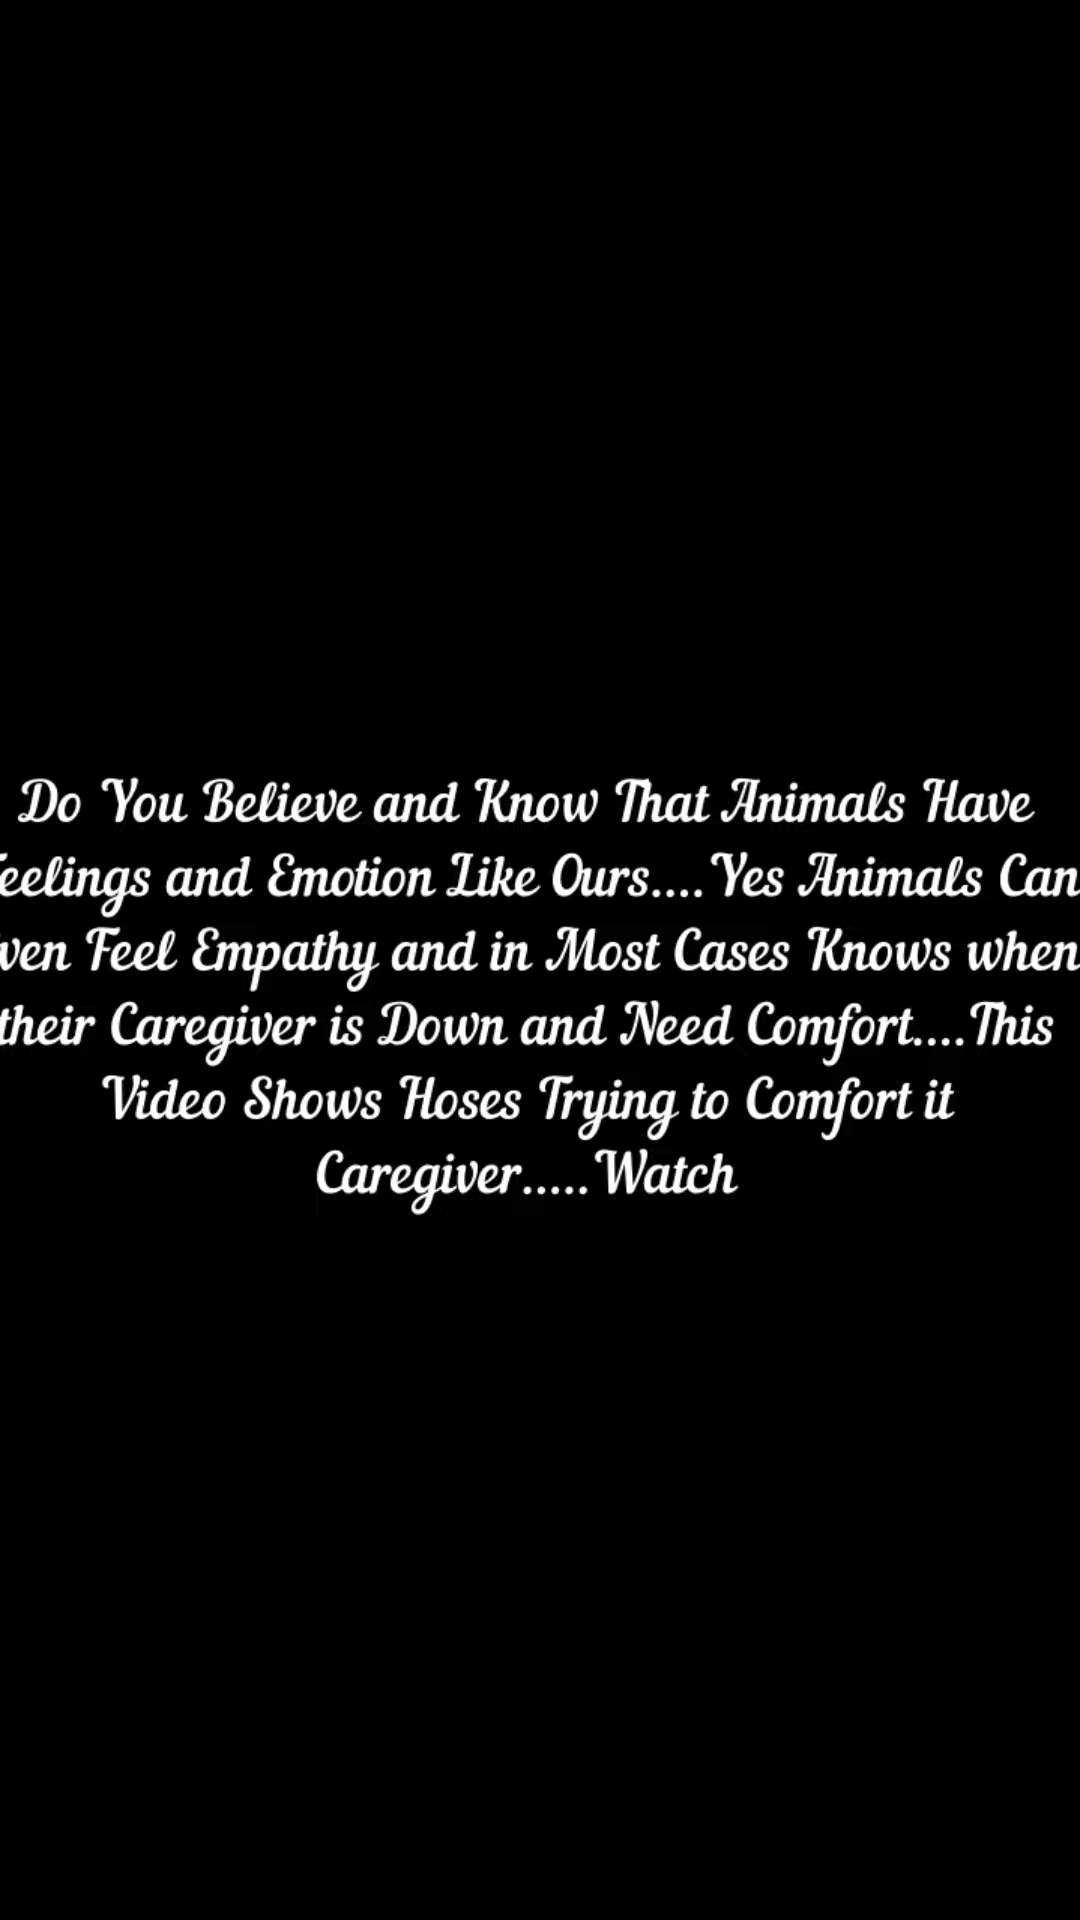 Do You Believe and Know That Animals Have
eelings and Emotion Like Ours....Yes Animals Can
ven Feel Empathy and in Most Cases Knows when
their Caregiver is Down and Need Comfort....This
Video Shows Hoses Trying to Comfort it
Caregiver.....Watch